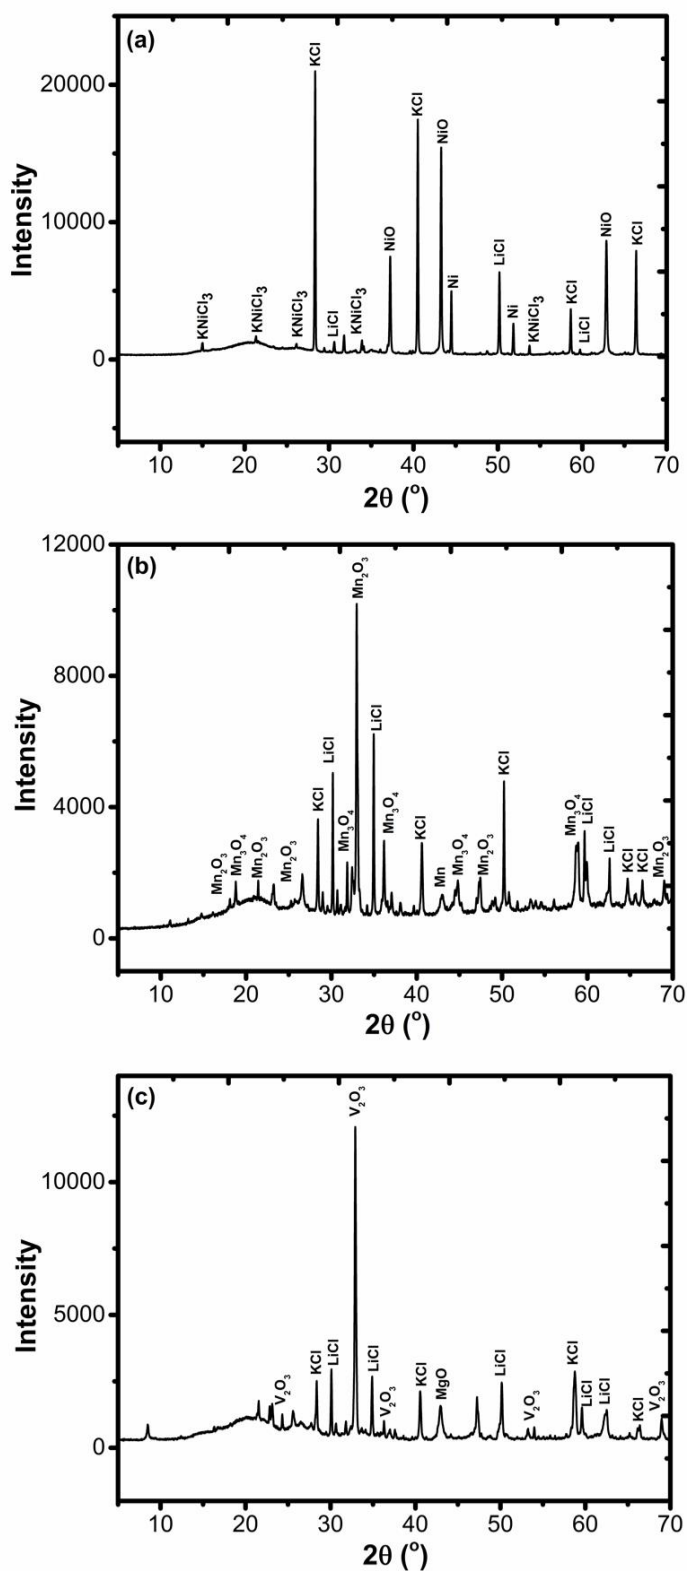 (a)
Intensity
20000
10000
0
KNiCl₃
KNiCl₃
KNiCl₃
KCl
LiCl
KNiCl₃
NiO
KCl
NiO
Ni
LiCl
Ni
KNiCl₃
KCl
LiCl
NiO
KCl
10 20 30 40 50 60 70
2θ (°)
(b)
Intensity
12000
8000
4000
0
Mn₂O₃
Mn₃O₄
Mn₂O₃
Mn₂O₃
KCl
LiCl
Mn₃O₄
Mn₂O₃
LiCl
Mn₃O₄
KCl
Mn
Mn₃O₄
Mn₂O₃
KCl
Mn₃O₄
LiCl
LiCl
KCl
KCl
Mn₂O₃
10 20 30 40 50 60 70
2θ (°)
(c)
Intensity
10000
5000
0
V₂O₃
KCl
LiCl
V₂O₃
LiCl
V₂O₃
KCl
MgO
LiCl
V₂O₃
KCl
LiCl
LiCl
KCl
V₂O₃
10 20 30 40 50 60 70
2θ (°)